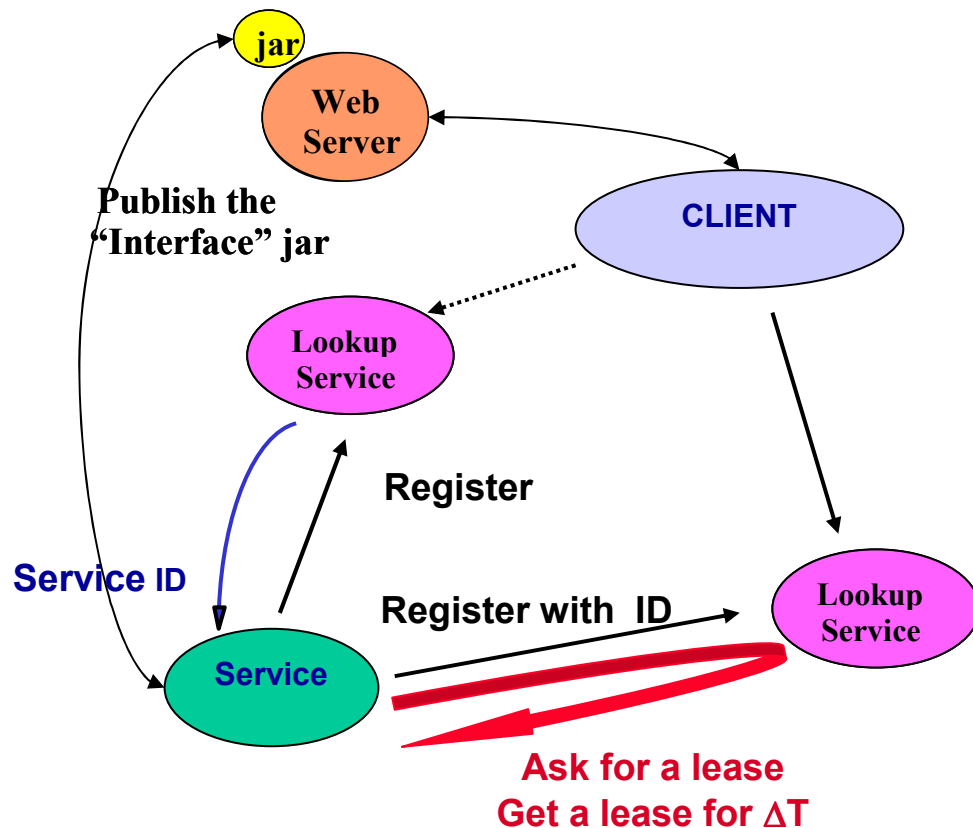 jar
Web
Server
Publish the
“Interface” jar
CLIENT
Lookup
Service
Register
Service ID
Register with ID
Lookup
Service
Service
Ask for a lease
Get a lease for ΔT